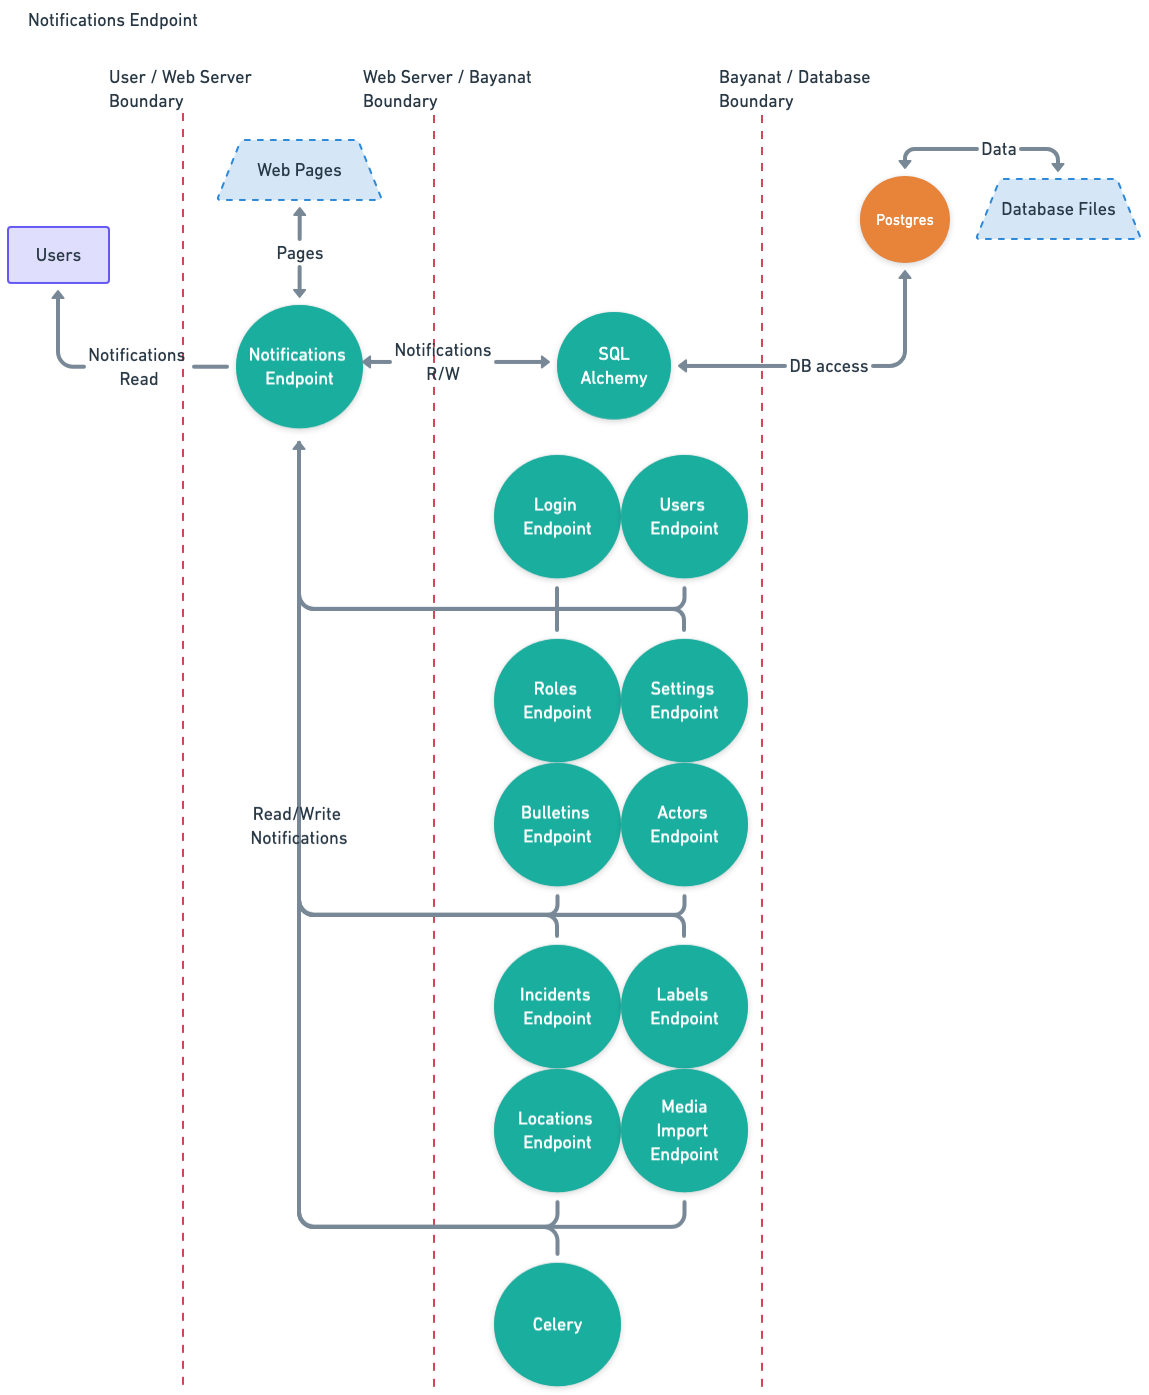 Notifications Endpoint
User / Web Server
Boundary
Web Server / Bayanat
Boundary
Bayanat / Database
Boundary
Web Pages
Data
Postgres
Database Files
Users
Pages
Notifications
Read
Notifications
Endpoint
Notifications
R/W
SQL
Alchemy
DB access
Login
Endpoint
Users
Endpoint
Roles
Endpoint
Settings
Endpoint
Read/Write
Notifications
Bulletins
Endpoint
Actors
Endpoint
Incidents
Endpoint
Labels
Endpoint
Locations
Endpoint
Media
Import
Endpoint
Celery